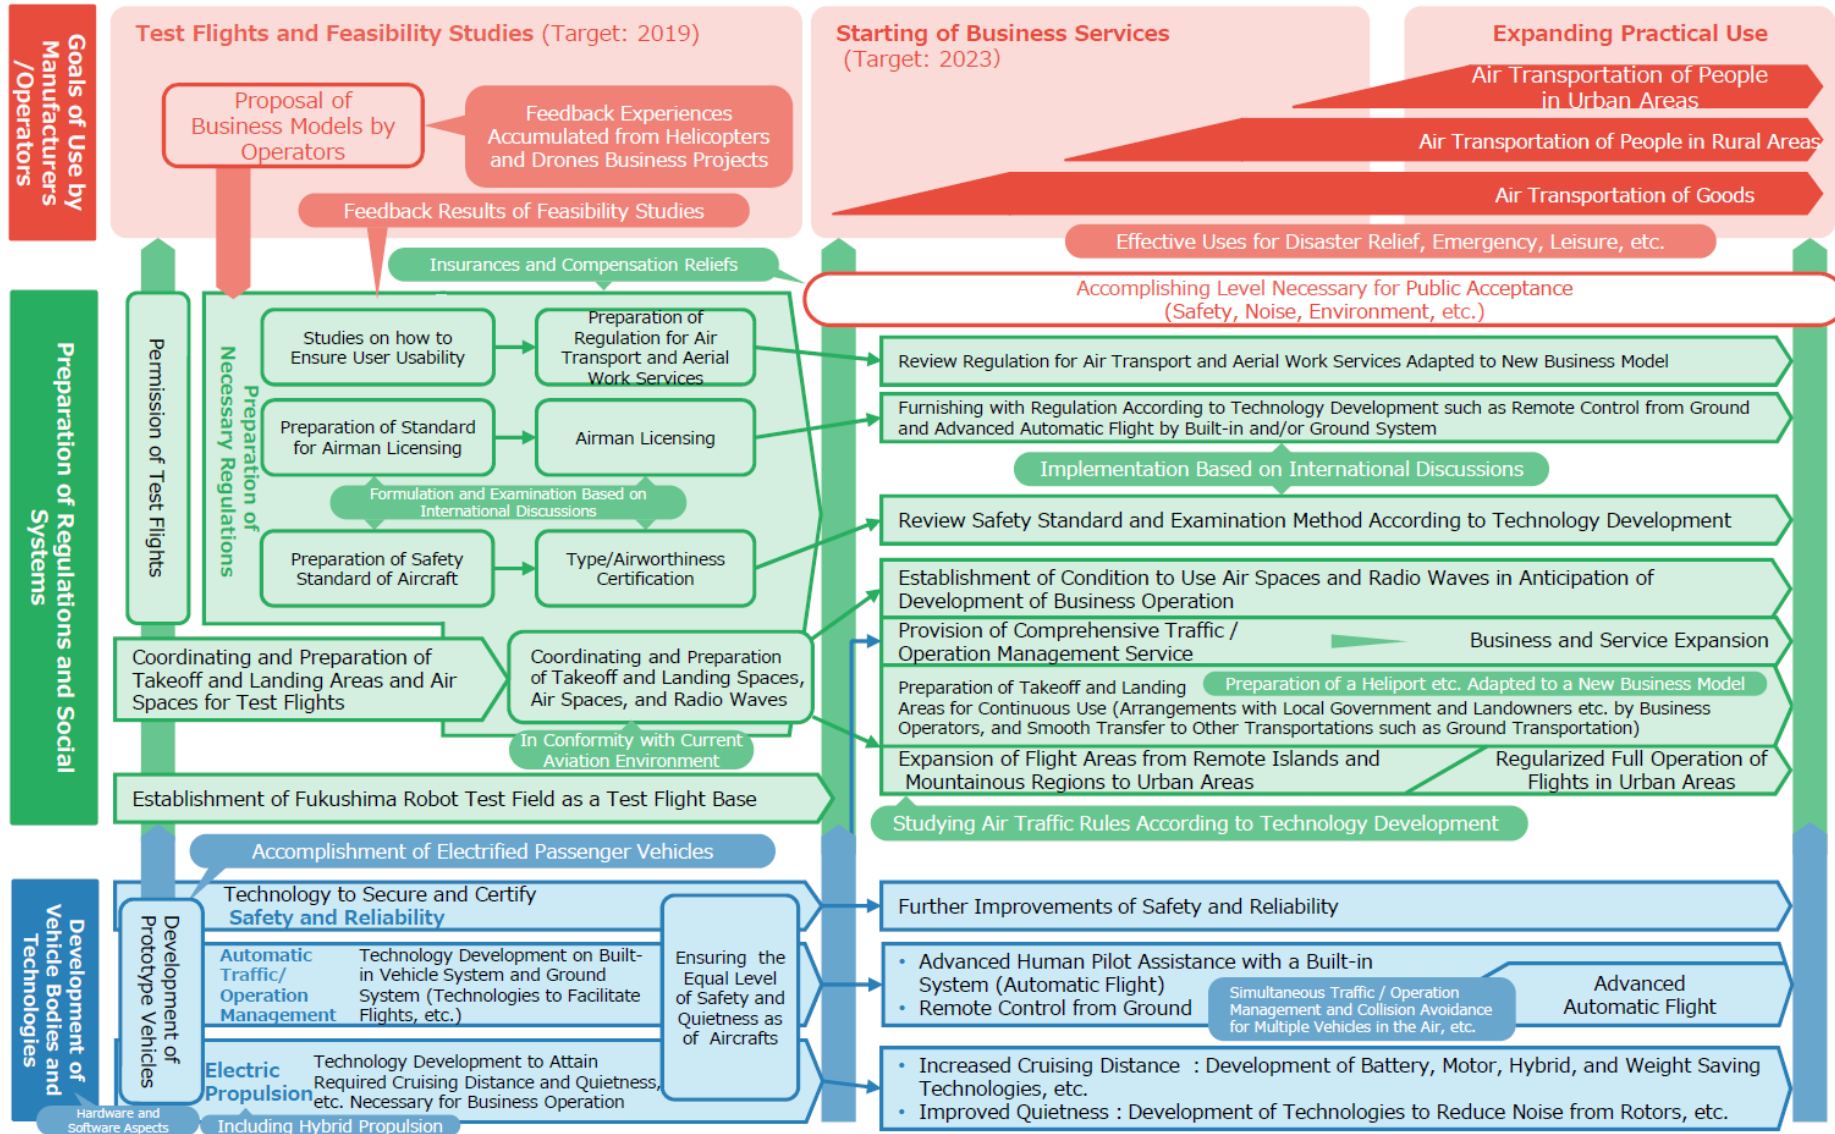 Goals of Use by
Manufacturers
/Operators
Test Flights and Feasibility Studies (Target: 2019)
Proposal of
Business Models by
Operators
Feedback Experiences
Accumulated from Helicopters
and Drones Business Projects
Feedback Results of Feasibility Studies
Starting of Business Services
(Target: 2023)
Expanding Practical Use
Air Transportation of People
in Urban Areas
Air Transportation of People in Rural Areas
Air Transportation of Goods
Effective Uses for Disaster Relief, Emergency, Leisure, etc.
Insurances and Compensation Reliefs
Accomplishing Level Necessary for Public Acceptance
(Safety, Noise, Environment, etc.)
Preparation of Regulations and Social
Systems
Permission of Test Flights
Preparation of
Necessary Regulations
Studies on how to
Ensure User Usability
Preparation of
Regulation for Air
Transport and Aerial
Work Services
Preparation of Standard
for Airman Licensing
Airman Licensing
Formulation and Examination Based on
International Discussions
Preparation of Safety
Standard of Aircraft
Type/Airworthiness
Certification
Coordinating and Preparation of
Takeoff and Landing Areas and Air
Spaces for Test Flights
Coordinating and Preparation
of Takeoff and Landing Spaces,
Air Spaces, and Radio Waves
In Conformity with Current
Aviation Environment
Establishment of Fukushima Robot Test Field as a Test Flight Base
Review Regulation for Air Transport and Aerial Work Services Adapted to New Business Model
Furnishing with Regulation According to Technology Development such as Remote Control from Ground
and Advanced Automatic Flight by Built-in and/or Ground System
Implementation Based on International Discussions
Review Safety Standard and Examination Method According to Technology Development
Establishment of Condition to Use Air Spaces and Radio Waves in Anticipation of
Development of Business Operation
Provision of Comprehensive Traffic /
Operation Management Service
Business and Service Expansion
Preparation of Takeoff and Landing
Preparation of a Heliport etc. Adapted to a New Business Model
Areas for Continuous Use (Arrangements with Local Government and Landowners etc. by Business
Operators, and Smooth Transfer to Other Transportations such as Ground Transportation)
Expansion of Flight Areas from Remote Islands and
Mountainous Regions to Urban Areas
Regularized Full Operation of
Flights in Urban Areas
Studying Air Traffic Rules According to Technology Development
Accomplishment of Electrified Passenger Vehicles
Development of
Vehicle Bodies and
Technologies
Hardware and
Software Aspects
Development of
Prototype Vehicles
Technology to Secure and Certify
Safety and Reliability
Automatic
Traffic/
Operation
Management
Technology Development on Built-
in Vehicle System and Ground
System (Technologies to Facilitate
Flights, etc.)
Electric
Propulsion
Technology Development to Attain
Required Cruising Distance and Quietness,
etc. Necessary for Business Operation
Including Hybrid Propulsion
Ensuring the
Equal Level
of Safety and
Quietness as
of Aircrafts
Further Improvements of Safety and Reliability
• Advanced Human Pilot Assistance with a Built-in
System (Automatic Flight)
• Remote Control from Ground
Simultaneous Traffic / Operation
Management and Collision Avoidance
for Multiple Vehicles in the Air, etc.
Advanced
Automatic Flight
• Increased Cruising Distance : Development of Battery, Motor, Hybrid, and Weight Saving
Technologies, etc.
• Improved Quietness : Development of Technologies to Reduce Noise from Rotors, etc.